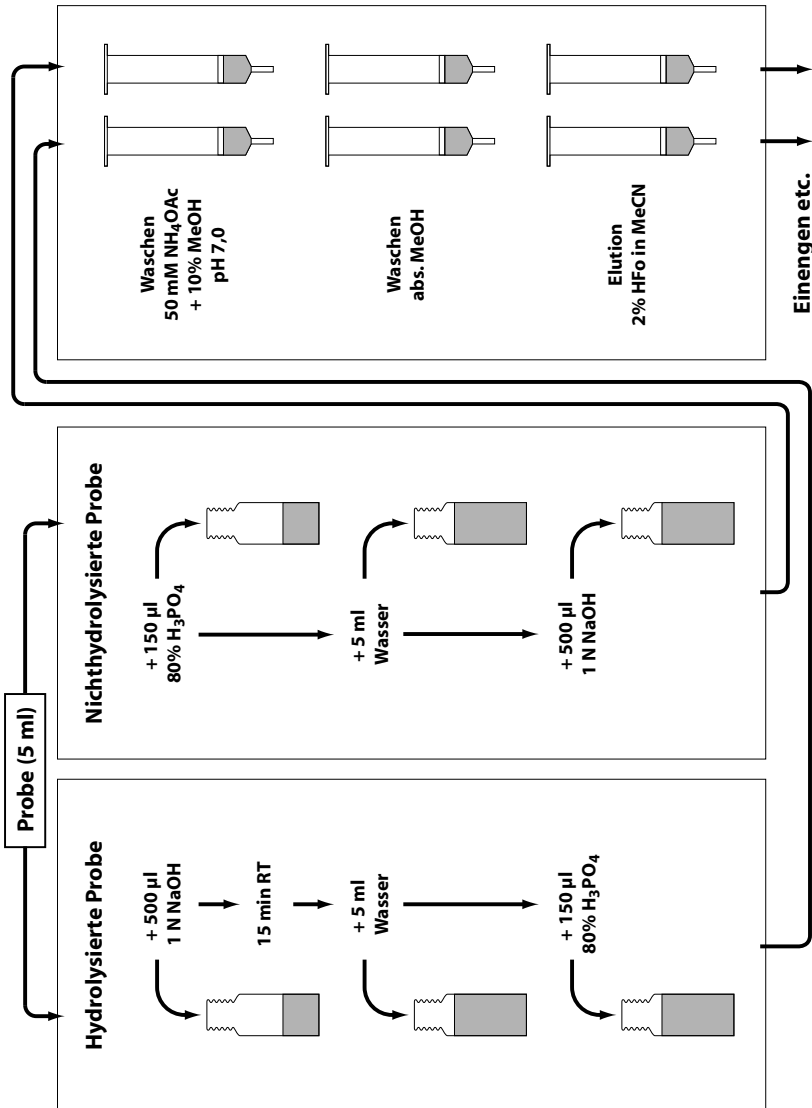 Probe (5 ml)
Hydrolysierte Probe
+ 500 µl
1 N NaOH
15 min RT
+ 5 ml
Wasser
+ 150 µl
80% H₃PO₄
Nichthydrolysierte Probe
+ 150 µl
80% H₃PO₄
+ 5 ml
Wasser
+ 500 µl
1 N NaOH
Waschen
50 mM NH₄OAc
+ 10% MeOH
pH 7,0
Waschen
abs. MeOH
Elution
2% HFo in MeCN
Einengen etc.